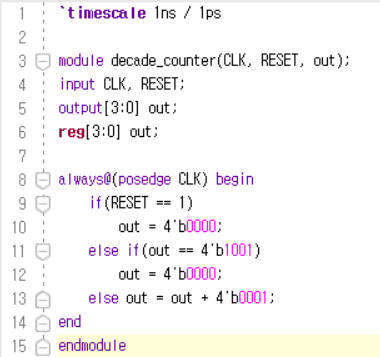 1 `timescale 1ns / 1ps
2
3 module decade_counter(CLK, RESET, out);
4 input CLK, RESET;
5 output[3:0] out;
6 reg[3:0] out;
7
8 always@(posedge CLK) begin
9 if(RESET == 1)
10 out = 4'b0000;
11 else if(out == 4'b1001)
12 out = 4'b0000;
13 else out = out + 4'b0001;
14 end
15 endmodule